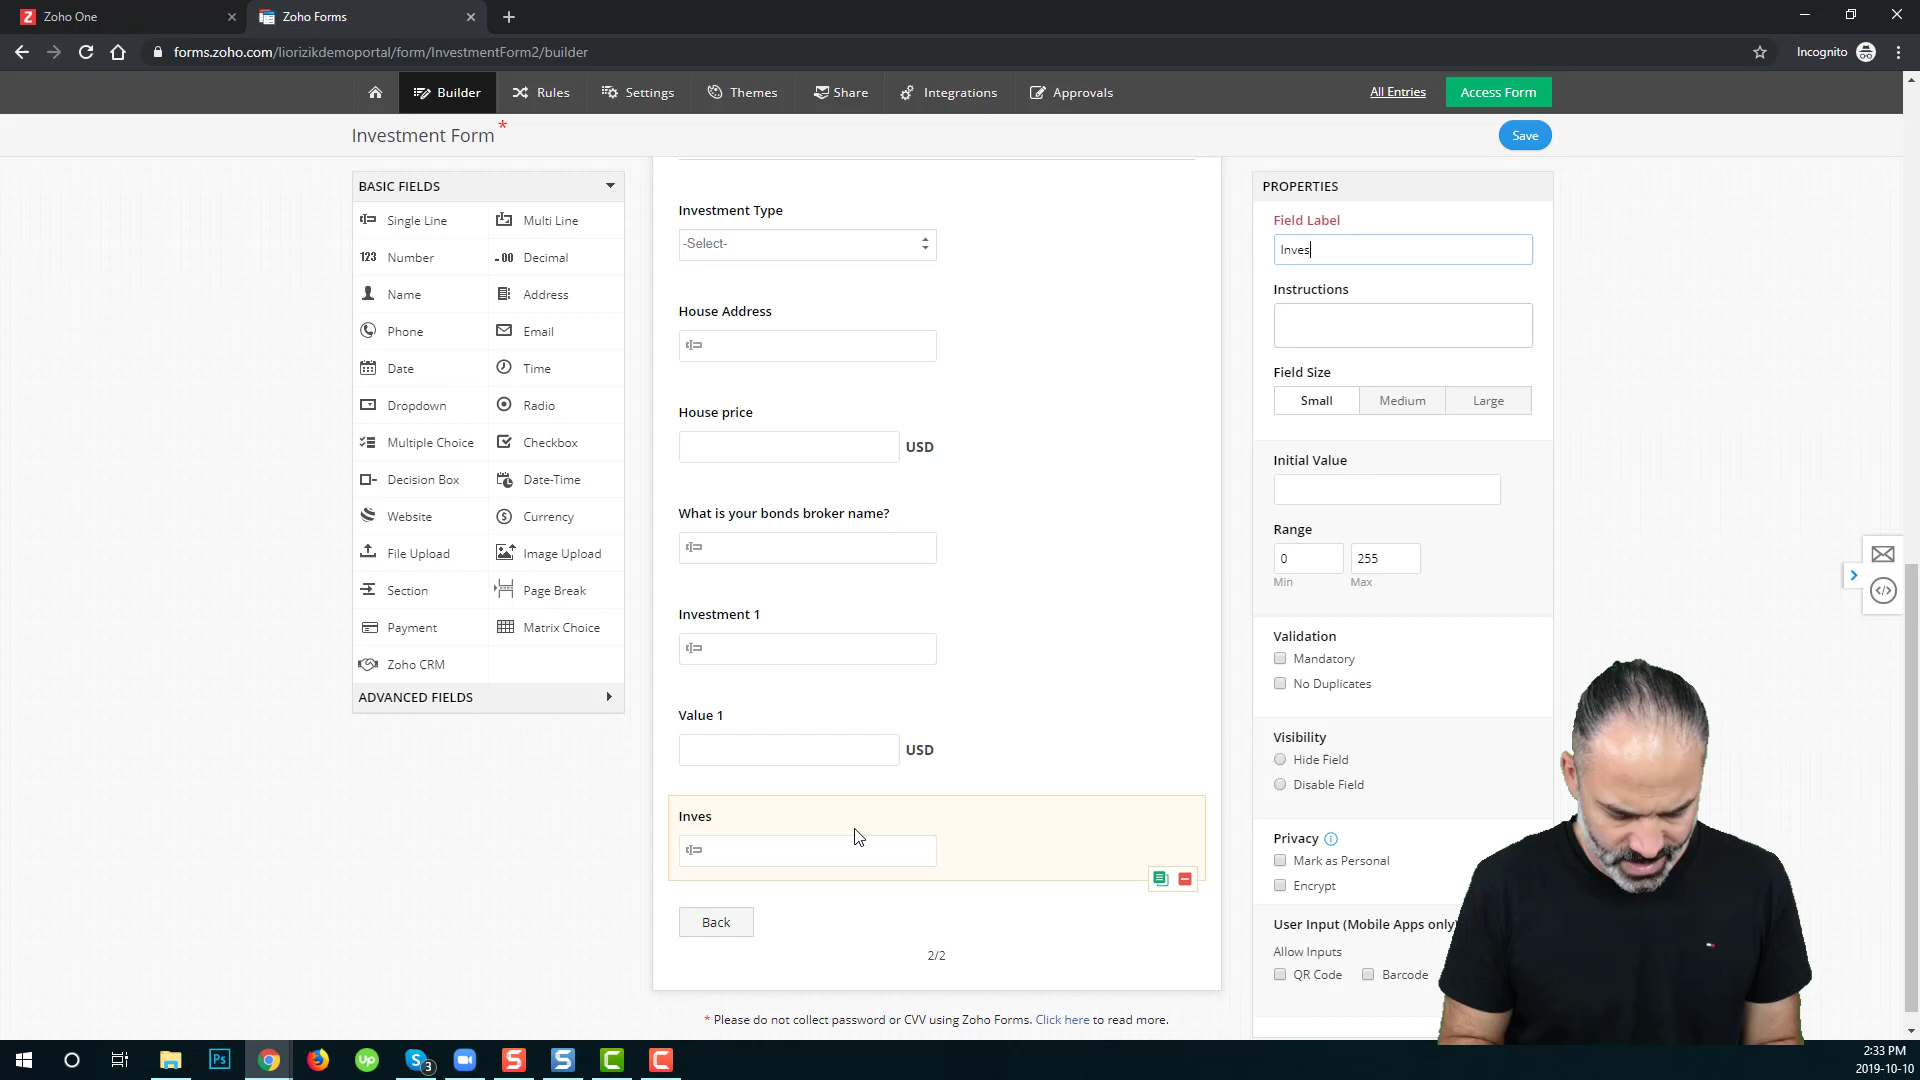 Zoho One
Zoho Forms
forms.zoho.com/liorizikdemoportal/form/InvestmentForm2/builder
Incognito
Builder
Rules
Settings
Themes
Share
Integrations
Approvals
All Entries
Access Form
Investment Form *
Save
BASIC FIELDS
Single Line
Multi Line
123 Number
.00 Decimal
Name
Address
Phone
Email
Date
Time
Dropdown
Radio
Multiple Choice
Checkbox
Decision Box
Date-Time
Website
Currency
File Upload
Image Upload
Section
Page Break
Payment
Matrix Choice
Zoho CRM
ADVANCED FIELDS
Investment Type
-Select-
House Address
House price
USD
What is your bonds broker name?
Investment 1
Value 1
USD
Inves
Back
2/2
* Please do not collect password or CVV using Zoho Forms. Click here to read more.
PROPERTIES
Field Label
Inves
Instructions
Field Size
Small
Medium
Large
Initial Value
Range
0
255
Min
Max
Validation
Mandatory
No Duplicates
Visibility
Hide Field
Disable Field
Privacy
Mark as Personal
Encrypt
User Input (Mobile Apps only)
Allow Inputs
QR Code
Barcode
Ps
Up
S
3
S
S
C
C
2:33 PM
2019-10-10